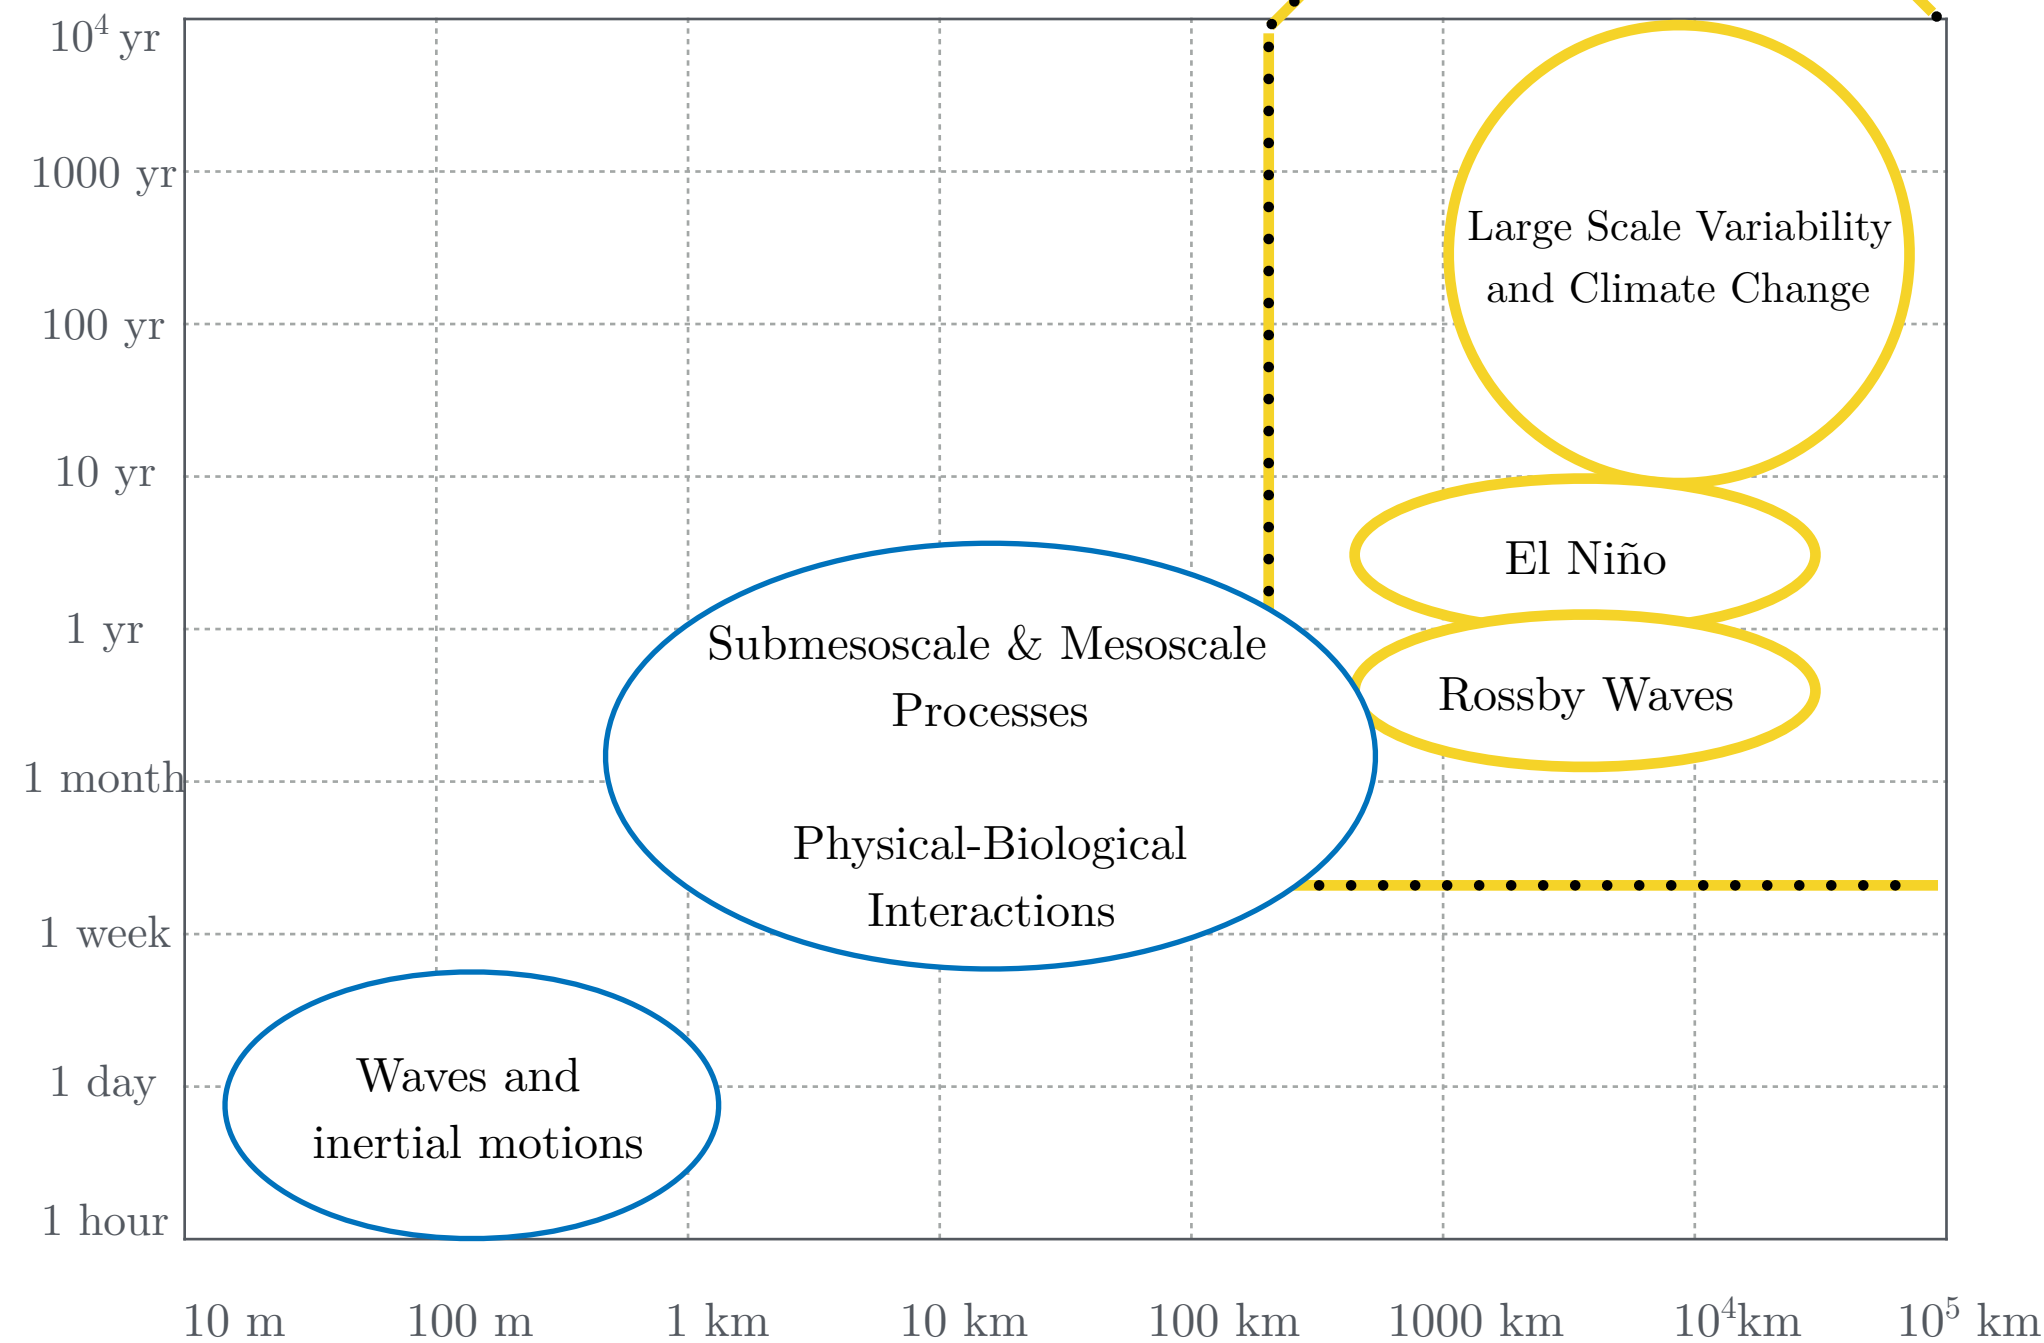 10⁴ yr
1000 yr
Large Scale Variability
and Climate Change
100 yr
10 yr
El Niño
1 yr
Submesoscale & Mesoscale
Processes
Rossby Waves
1 month
Physical-Biological
Interactions
1 week
Waves and
inertial motions
1 day
1 hour
10 m 100 m 1 km 10 km 100 km 1000 km 10⁴km 10⁵ km